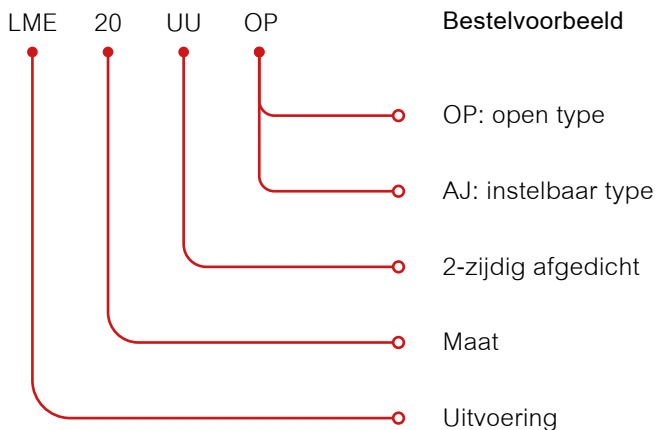 LME 20 UU OP Bestelvoorbeeld
OP: open type
AJ: instelbaar type
2-zijdig afgedicht
Maat
Uitvoering